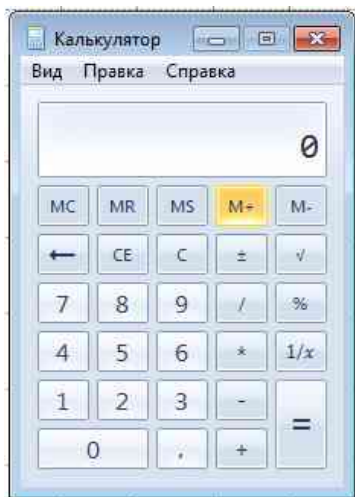 Калькулятор
Вид Правка Справка
0
MC MR MS M+ M-
← CE C ± √
7 8 9 / %
4 5 6 * 1/x
1 2 3 - =
0 , +